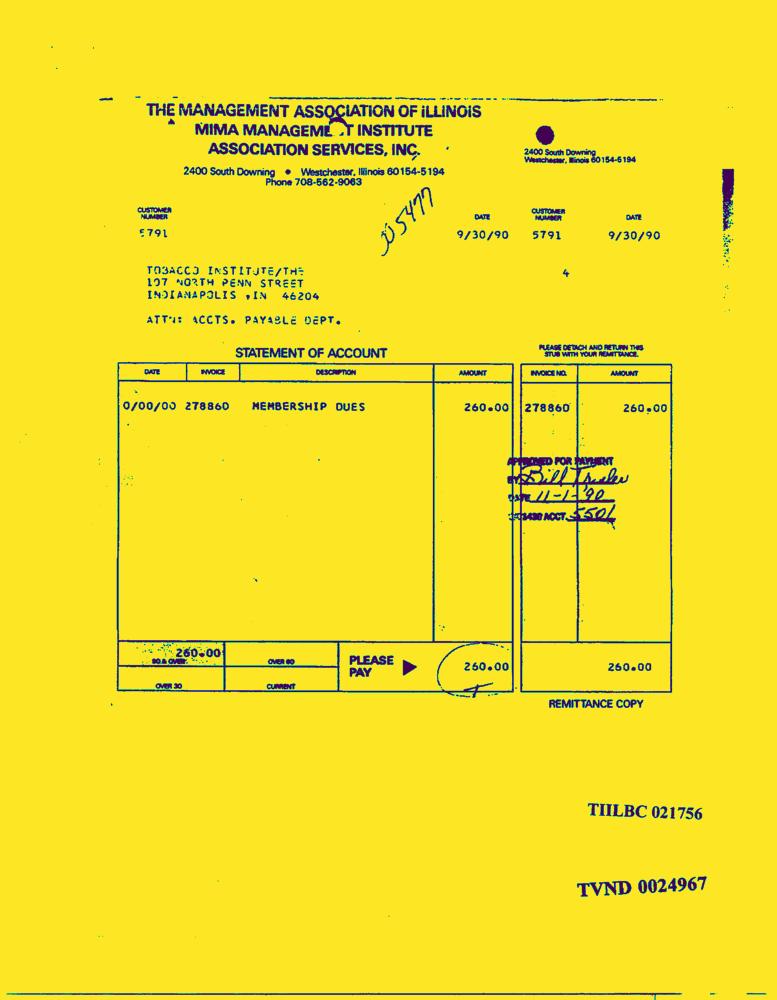 THE MANAGEMENT ASSOCIATION OF ILLINOIS
MIMA MANAGEME T INSTITUTE
ASSOCIATION SERVICES, INC.
2400 South Downing • Westchester, Illinois 60154-5194
Phone 708-562-9063
2400 South Downing
Westchester, Illinois 60154-5194
CUSTOMER NUMBER
5791
DATE
9/30/90
CUSTOMER NUMBER
5791
DATE
9/30/90
TOBACCO INSTITUTE/THE
107 NORTH PENN STREET
INDIANAPOLIS ,IN 46204
4
ATTN: ACCTS. PAYABLE DEPT.
STATEMENT OF ACCOUNT
PLEASE DETACH AND RETURN THIS
STUB WITH YOUR REMITTANCE.
DATE INVOICE DESCRIPTION AMOUNT INVOICE NO. AMOUNT
0/00/00 278860 MEMBERSHIP DUES 260.00 278860 260.00
APPROVED FOR PAYMENT
BY Bill
DATE 11-1-90
ACCT. 5501
260.00
90 & OVER OVER 60
PLEASE PAY 260.00 260.00
OVER 30 CURRENT
REMITTANCE COPY
TIILBC 021756
TVND 0024967